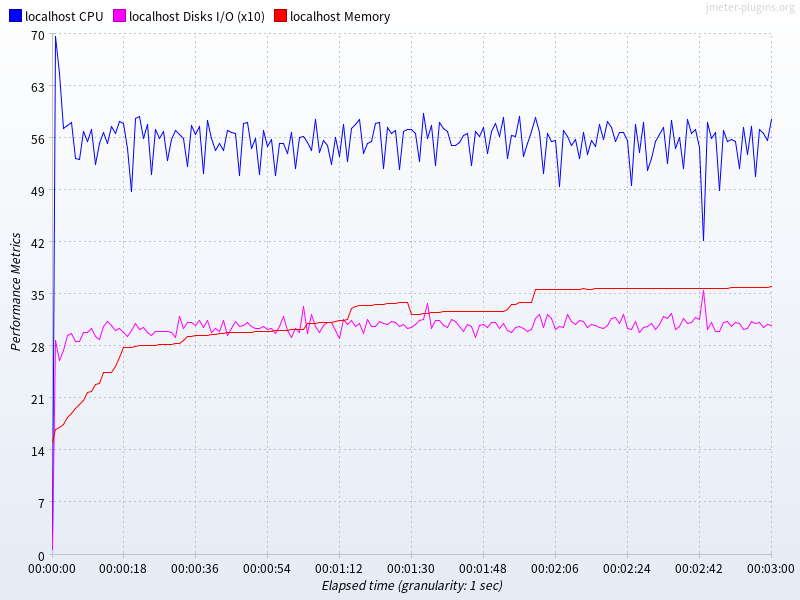 localhost CPU localhost Disks I/O (x10) localhost Memory
jmeter-plugins.org
70
63
56
49
42
35
28
21
14
7
0
Performance Metrics
00:00:00 00:00:18 00:00:36 00:00:54 00:01:12 00:01:30 00:01:48 00:02:06 00:02:24 00:02:42 00:03:00
Elapsed time (granularity: 1 sec)